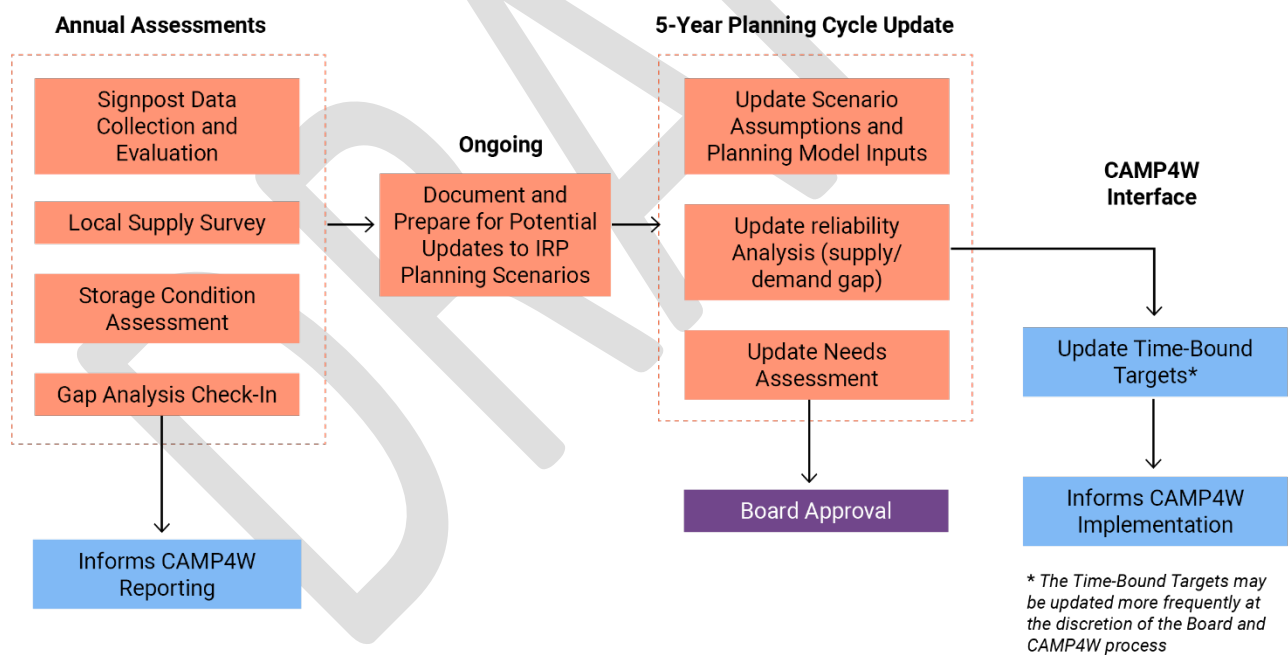 Annual Assessments
Signpost Data
Collection and
Evaluation
Local Supply Survey
Storage Condition
Assessment
Gap Analysis Check-In
Informs CAMP4W
Reporting
Ongoing
Document and
Prepare for Potential
Updates to IRP
Planning Scenarios
5-Year Planning Cycle Update
Update Scenario
Assumptions and
Planning Model Inputs
Update reliability
Analysis (supply/
demand gap)
Update Needs
Assessment
Board Approval
CAMP4W
Interface
Update Time-Bound
Targets*
Informs CAMP4W
Implementation
* The Time-Bound Targets may
be updated more frequently at
the discretion of the Board and
CAMP4W process